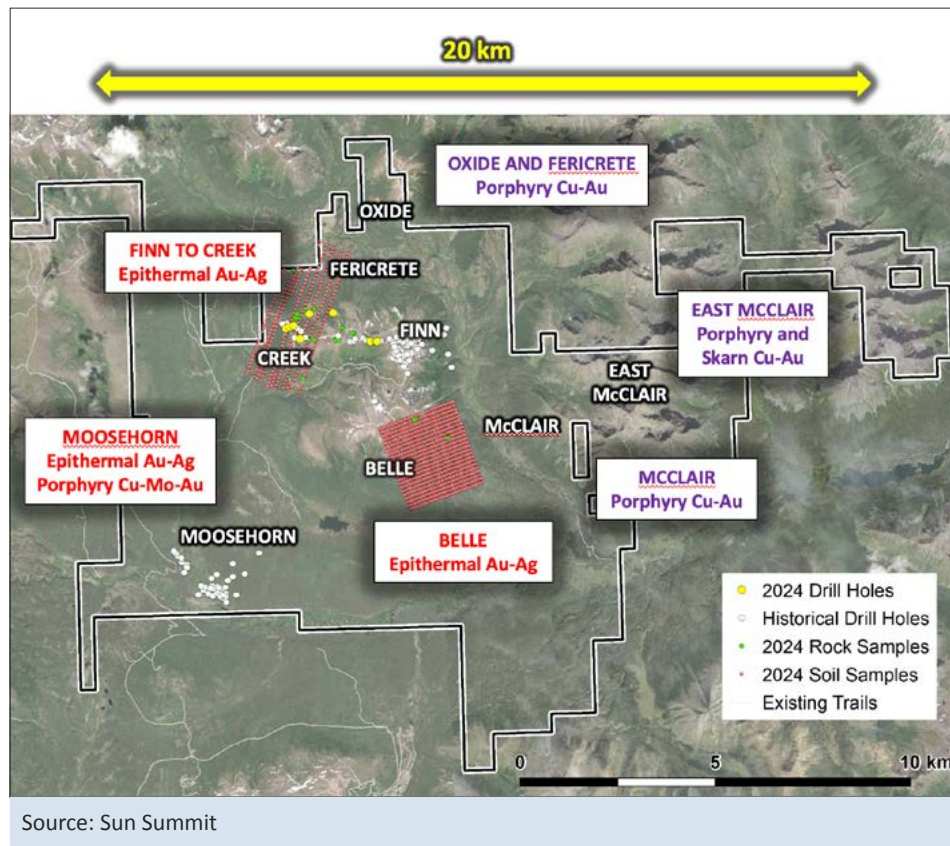 20 km
OXIDE AND FERICRETE
Porphyry Cu-Au
OXIDE
FINN TO CREEK
Epithermal Au-Ag
FERICRETE
FINN
CREEK
EAST MCCLAIR
Porphyry and
Skarn Cu-Au
EAST
McCLAIR
McCLAIR
MOOSEHORN
Epithermal Au-Ag
Porphyry Cu-Mo-Au
BELLE
MCCLAIR
Porphyry Cu-Au
MOOSEHORN
BELLE
Epithermal Au-Ag
2024 Drill Holes
Historical Drill Holes
2024 Rock Samples
2024 Soil Samples
Existing Trails
0 5 10 km
Source: Sun Summit